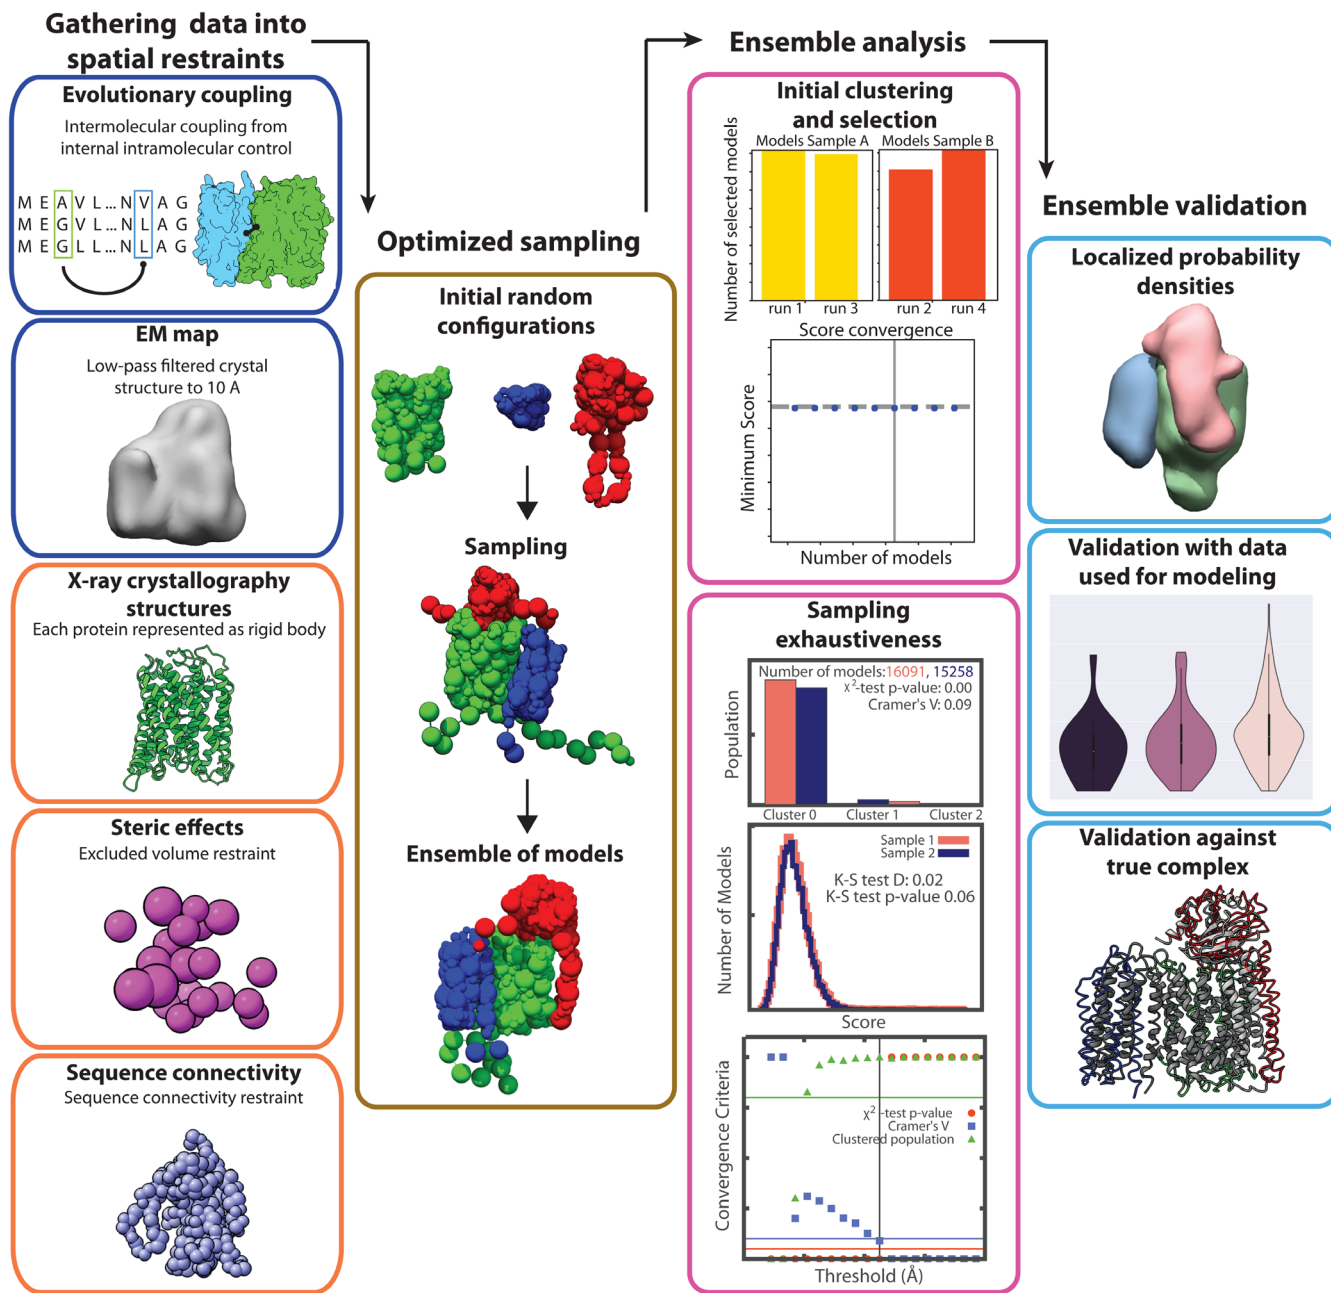 Gathering data into
spatial restraints
Evolutionary coupling
Intermolecular coupling from
internal intramolecular control
M E A V L ... N V A G
M E G V L ... N L A G
M E G L L ... N L A G
EM map
Low-pass filtered crystal
structure to 10 A
X-ray crystallography
structures
Each protein represented as rigid body
Steric effects
Excluded volume restraint
Sequence connectivity
Sequence connectivity restraint
Optimized sampling
Initial random
configurations
Sampling
Ensemble of models
Ensemble analysis
Initial clustering
and selection
Models Sample A
Models Sample B
Number of selected models
run 1
run 3
run 2
run 4
Score convergence
Minimum Score
Number of models
Sampling
exhaustiveness
Number of models:16091, 15258
χ²-test p-value: 0.00
Cramer's V: 0.09
Population
Cluster 0
Cluster 1
Cluster 2
Sample 1
Sample 2
K-S test D: 0.02
K-S test p-value 0.06
Number of Models
Score
χ² -test p-value
Cramer's V
Clustered population
Convergence Criteria
Threshold (Å)
Ensemble validation
Localized probability
densities
Validation with data
used for modeling
Validation against
true complex